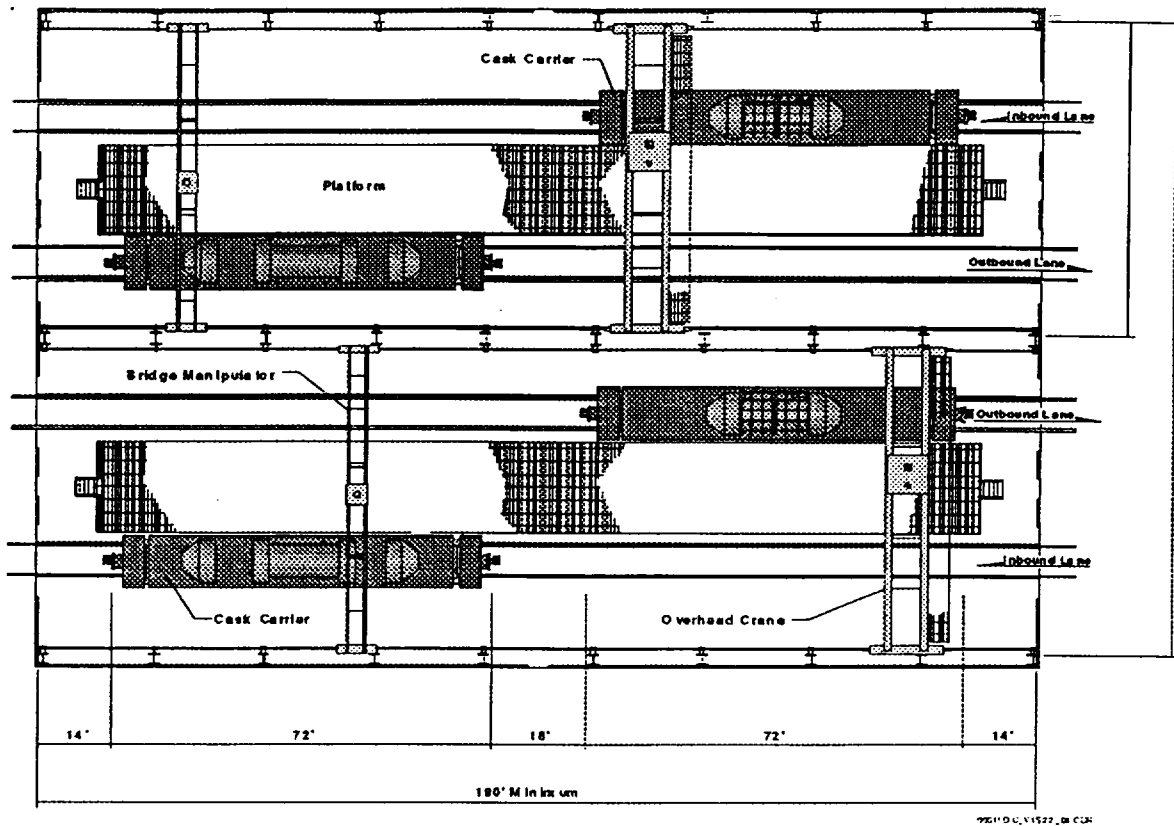 Cask Carrier
Inbound Lane
Platform
Outbound Lane
Bridge Manipulator
Outbound Lane
Inbound Lane
Cask Carrier
Overhead Crane
14'
72'
18'
72'
14'
190' Minimum